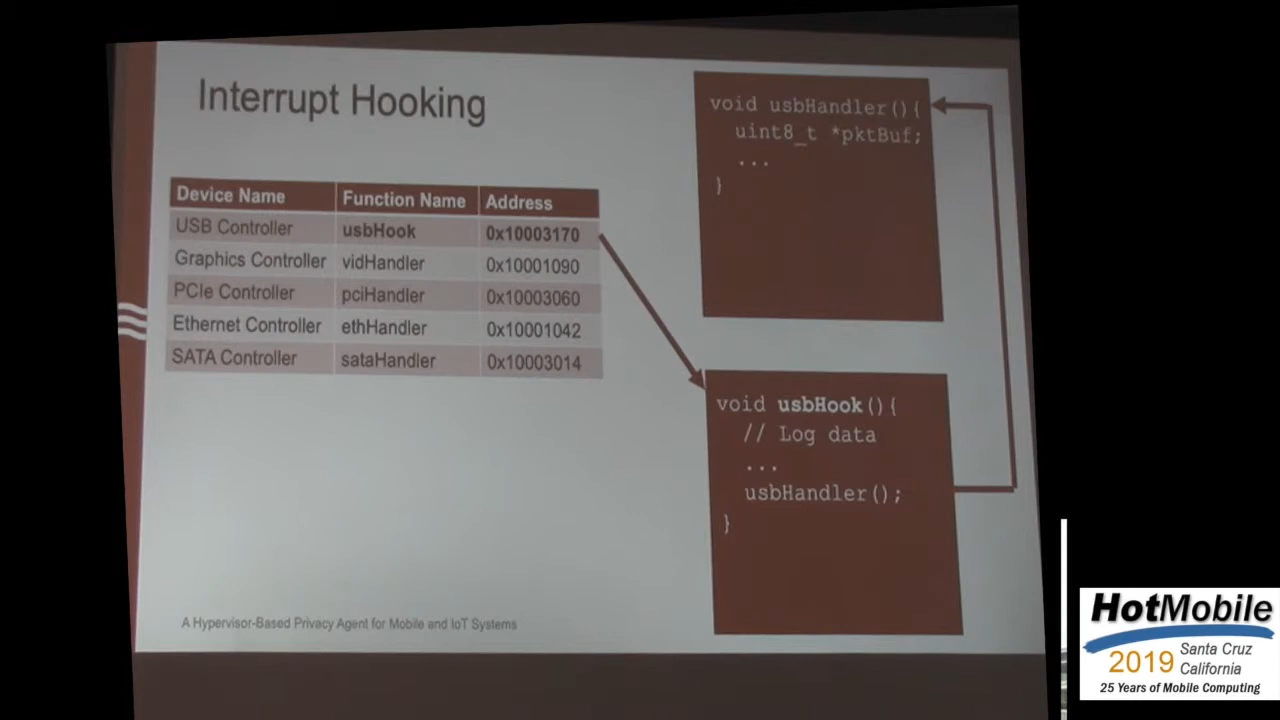 Interrupt Hooking
Device Name Function Name Address
USB Controller usbHook 0x10003170
Graphics Controller vidHandler 0x10001090
PCIe Controller pciHandler 0x10003060
Ethernet Controller ethHandler 0x10001042
SATA Controller sataHandler 0x10003014
void usbHandler(){
uint8_t *pktBuf;
...
}
void usbHook(){
// Log data
...
usbHandler();
}
A Hypervisor-Based Privacy Agent for Mobile and IoT Systems
HotMobile
2019 Santa Cruz
California
25 Years of Mobile Computing